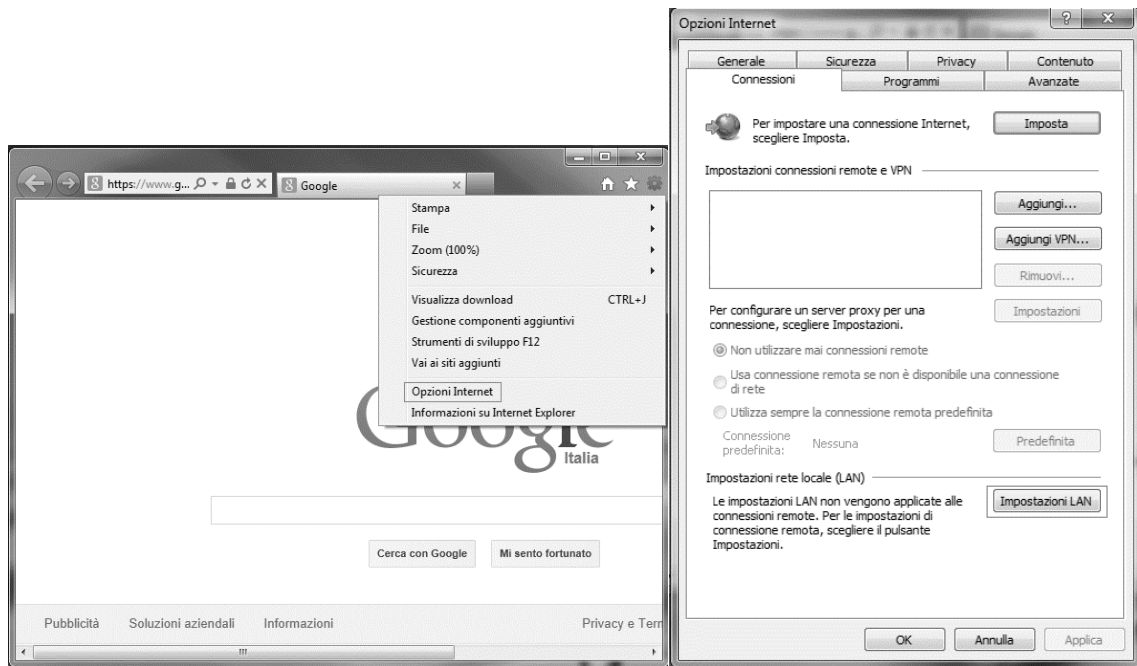 https://www.g...
Google
Stampa
File
Zoom (100%)
Sicurezza
Visualizza download CTRL+J
Gestione componenti aggiuntivi
Strumenti di sviluppo F12
Vai ai siti aggiunti
Opzioni Internet
Informazioni su Internet Explorer
Google
Italia
Cerca con Google Mi sento fortunato
Pubblicità Soluzioni aziendali Informazioni Privacy e Term
Opzioni Internet
Generale Sicurezza Privacy Contenuto
Connessioni Programmi Avanzate
Per impostare una connessione Internet,
scegliere Imposta.
Imposta
Impostazioni connessioni remote e VPN
Aggiungi...
Aggiungi VPN...
Rimuovi...
Per configurare un server proxy per una
connessione, scegliere Impostazioni.
Impostazioni
Non utilizzare mai connessioni remote
Usa connessione remota se non è disponibile una connessione
di rete
Utilizza sempre la connessione remota predefinita
Connessione
predefinita:
Nessuna
Predefinita
Impostazioni rete locale (LAN)
Le impostazioni LAN non vengono applicate alle
connessioni remote. Per le impostazioni di
connessione remota, scegliere il pulsante
Impostazioni.
Impostazioni LAN
OK Annulla Applica